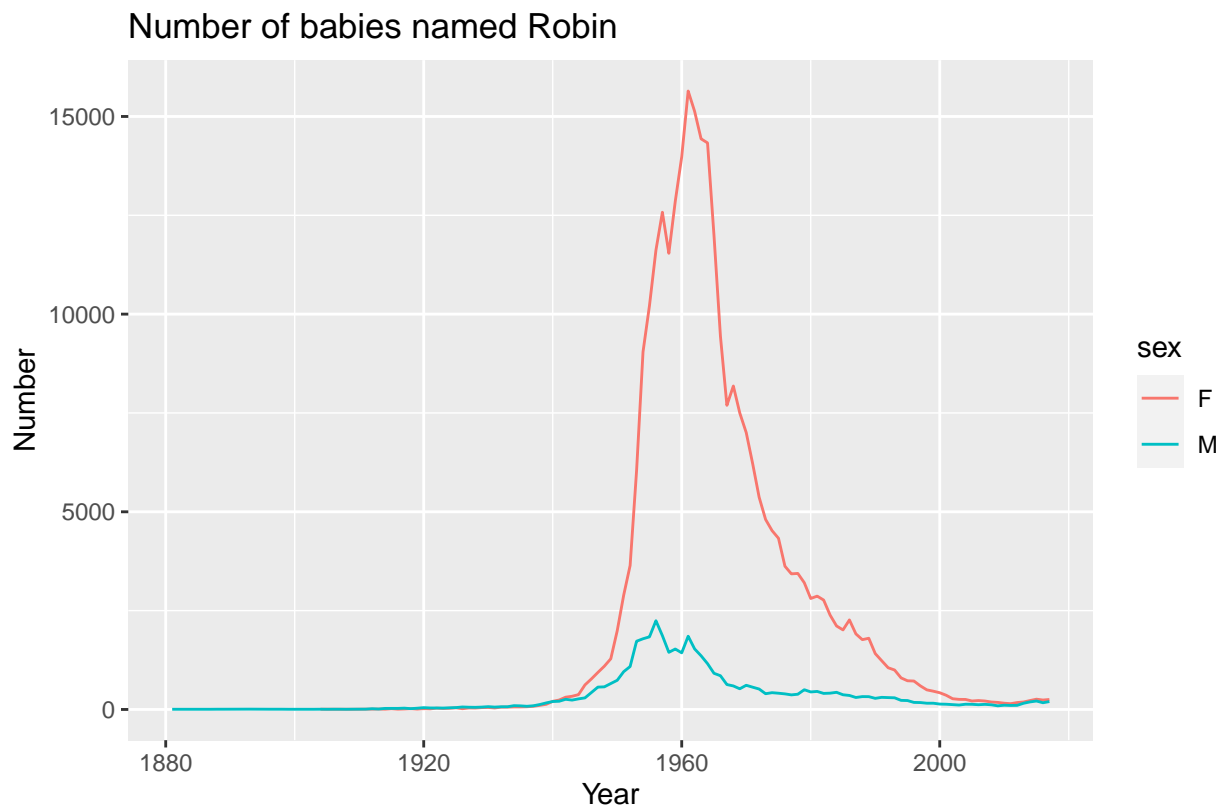 Number of babies named Robin
15000
10000
5000
0
Number
1880
1920
1960
2000
Year
sex
F
M